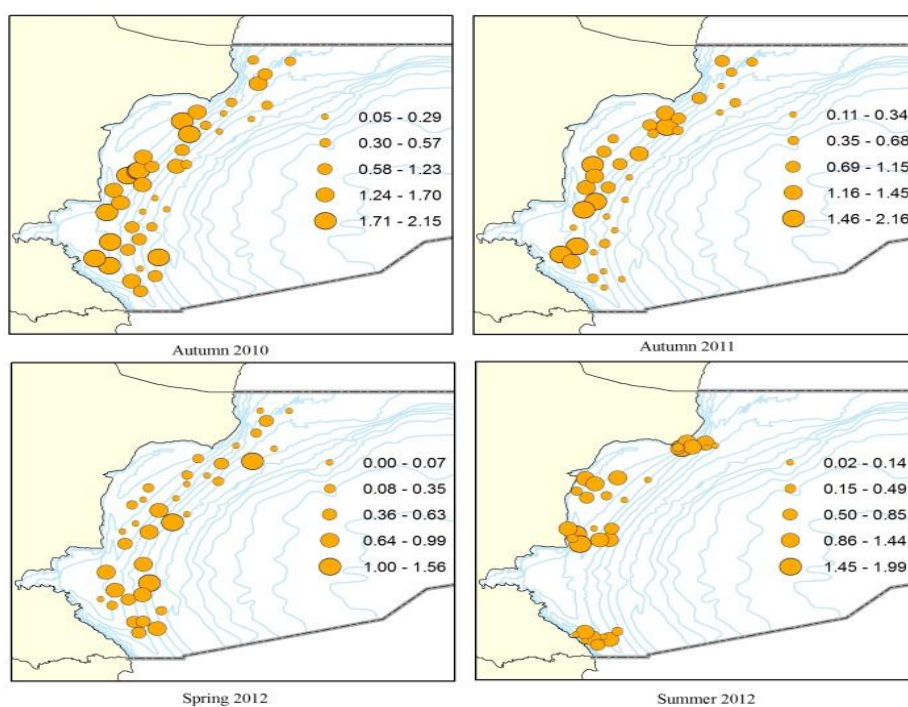 0.05 - 0.29
0.30 - 0.57
0.58 - 1.23
1.24 - 1.70
1.71 - 2.15
Autumn 2010
0.11 - 0.34
0.35 - 0.68
0.69 - 1.15
1.16 - 1.45
1.46 - 2.16
Autumn 2011
0.00 - 0.07
0.08 - 0.35
0.36 - 0.63
0.64 - 0.99
1.00 - 1.56
Spring 2012
0.02 - 0.14
0.15 - 0.49
0.50 - 0.85
0.86 - 1.44
1.45 - 1.99
Summer 2012